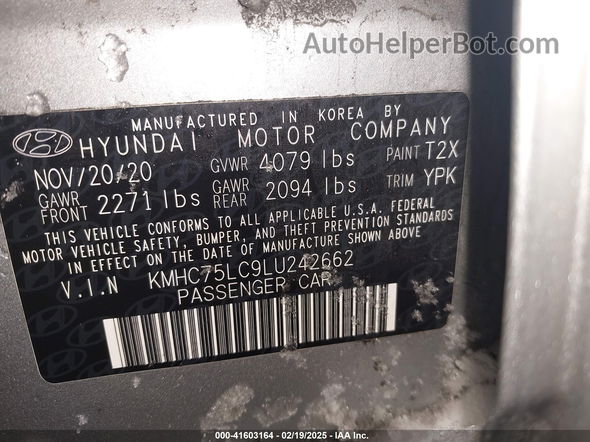 AutoHelperBot.com
MANUFACTURED IN KOREA BY
HYUNDAI MOTOR COMPANY
NOV/20/20 GVWR 4079 lbs PAINT T2X
GAWR FRONT 2271 lbs GAWR REAR 2094 lbs TRIM YPK
THIS VEHICLE CONFORMS TO ALL APPLICABLE U.S.A. FEDERAL
MOTOR VEHICLE SAFETY, BUMPER, AND THEFT PREVENTION STANDARDS
IN EFFECT ON THE DATE OF MANUFACTURE SHOWN ABOVE.
V.I.N KMHC75LC9LU242662
PASSENGER CAR
000-41603164 - 02/19/2025 - IAA Inc.